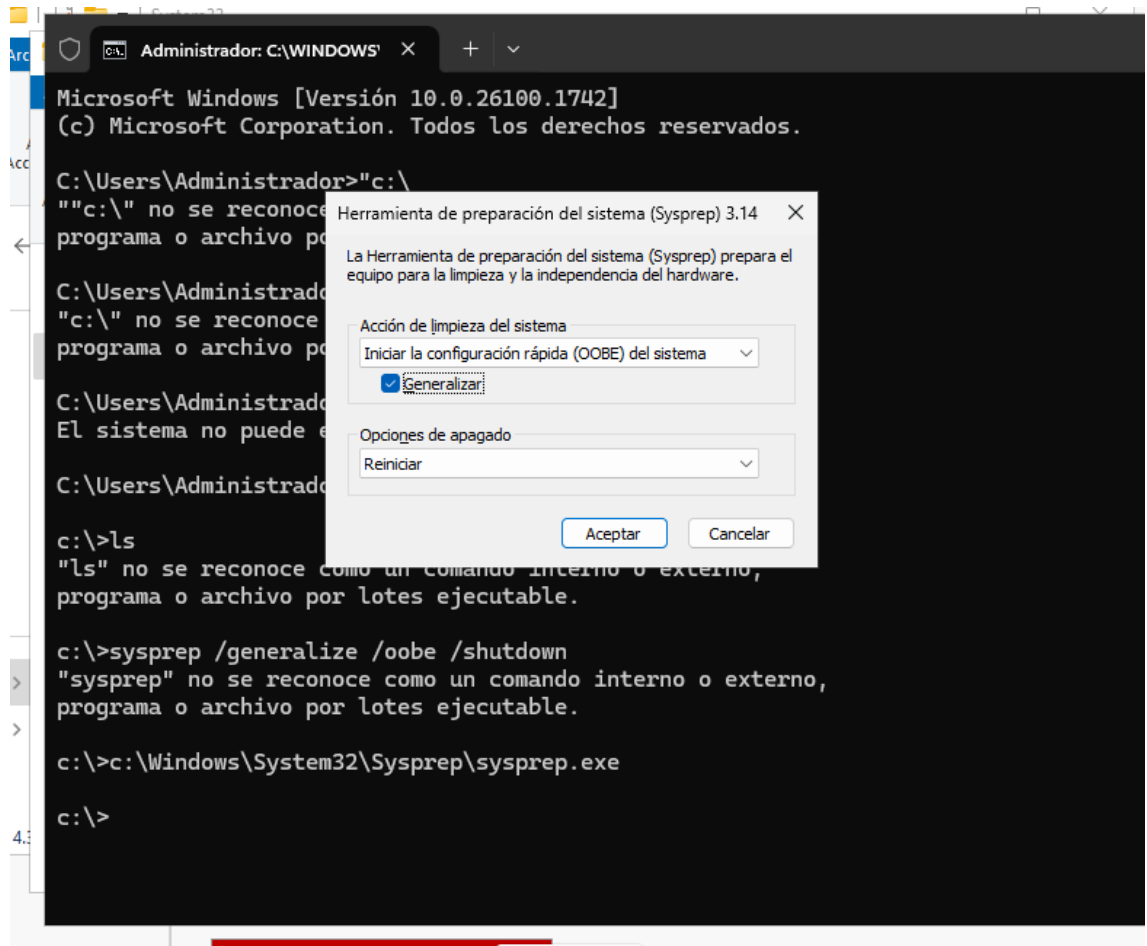 System32
Arc
Acc
Administrador: C:\WINDOWS'
Microsoft Windows [Versión 10.0.26100.1742]
(c) Microsoft Corporation. Todos los derechos reservados.
C:\Users\Administrador>"c:\
""c:\" no se reconoce
programa o archivo po
C:\Users\Administrado
"c:\" no se reconoce
programa o archivo po
C:\Users\Administrado
El sistema no puede e
C:\Users\Administrado
c:\>ls
"ls" no se reconoce como un comando interno o externo,
programa o archivo por lotes ejecutable.
c:\>sysprep /generalize /oobe /shutdown
"sysprep" no se reconoce como un comando interno o externo,
programa o archivo por lotes ejecutable.
c:\>c:\Windows\System32\Sysprep\sysprep.exe
c:\>
Herramienta de preparación del sistema (Sysprep) 3.14
La Herramienta de preparación del sistema (Sysprep) prepara el
equipo para la limpieza y la independencia del hardware.
Acción de limpieza del sistema
Iniciar la configuración rápida (OOBE) del sistema
Generalizar
Opciones de apagado
Reiniciar
Aceptar Cancelar
4.3